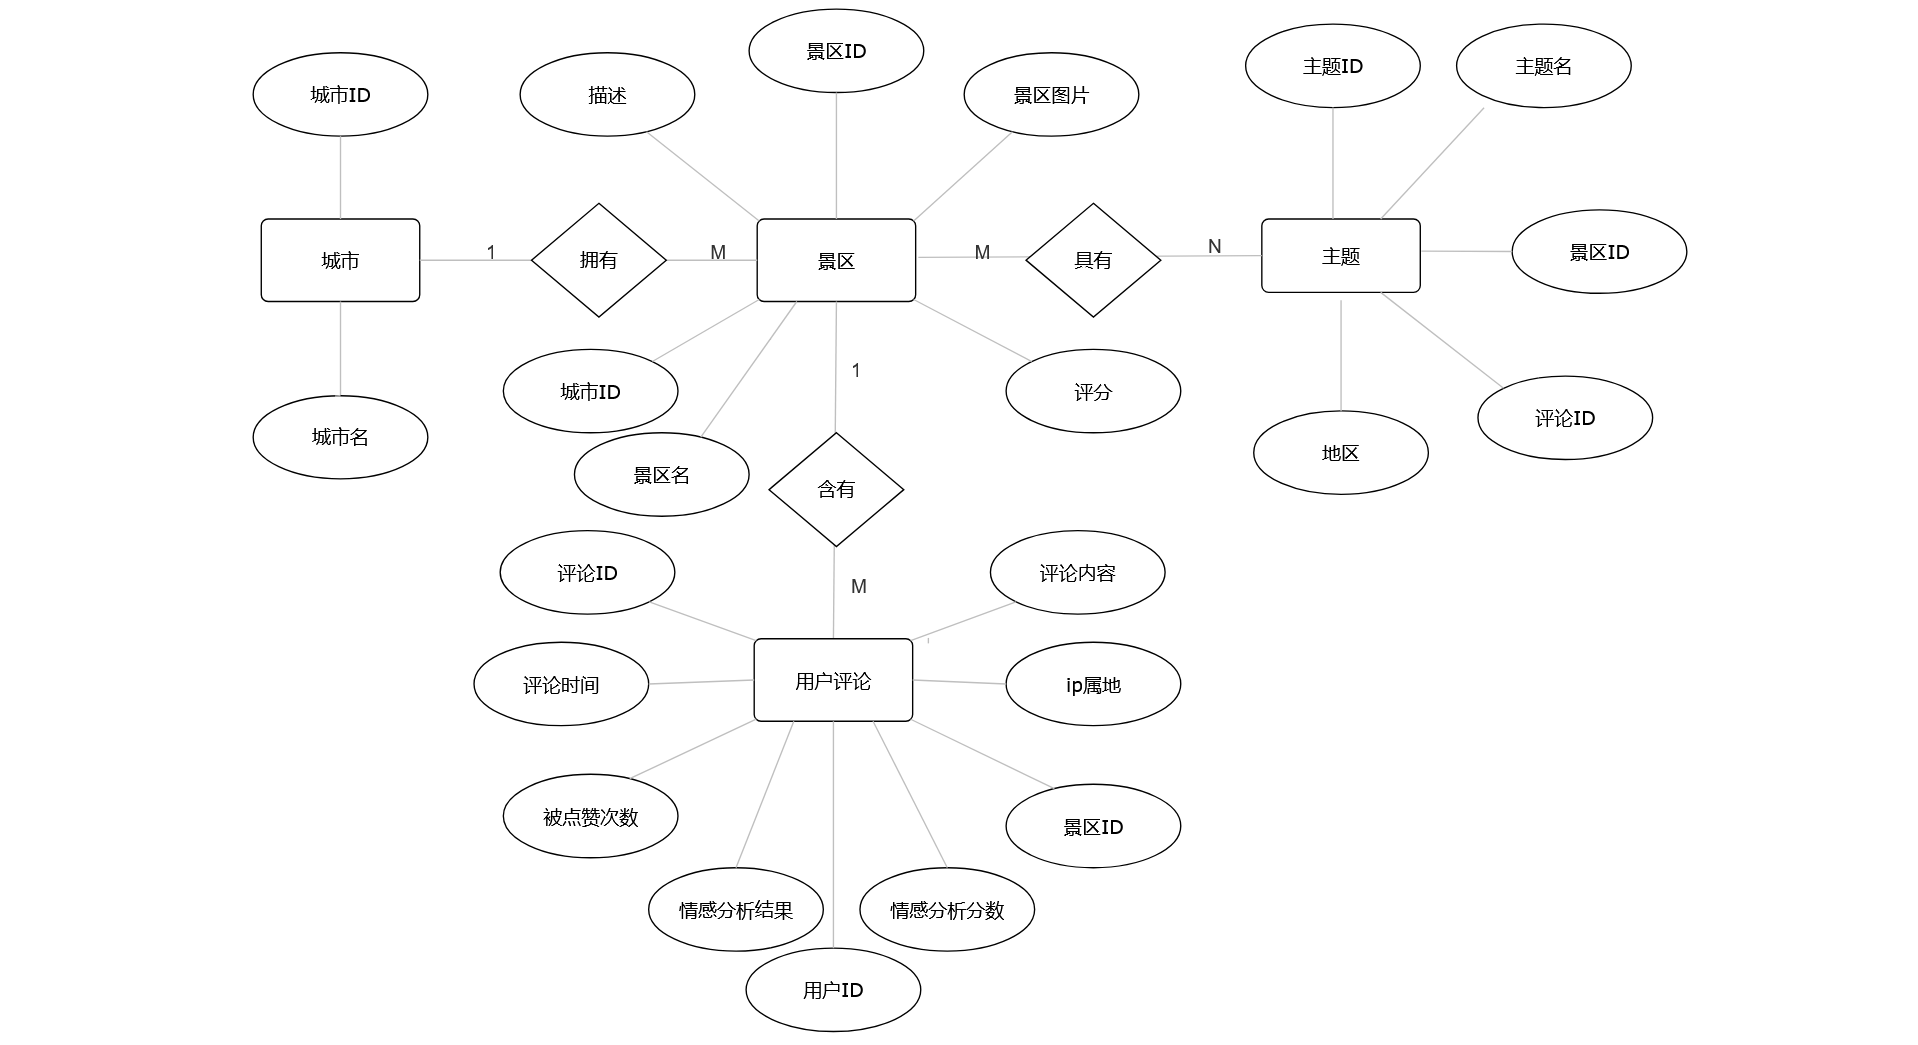 景区ID
主题ID
主题名
城市ID
描述
景区图片
城市
1
拥有
M
景区
M
具有
N
主题
景区ID
1
城市ID
评分
城市名
景区名
含有
地区
评论ID
评论ID
M
评论内容
评论时间
用户评论
ip属地
被点赞次数
景区ID
情感分析结果
情感分析分数
用户ID